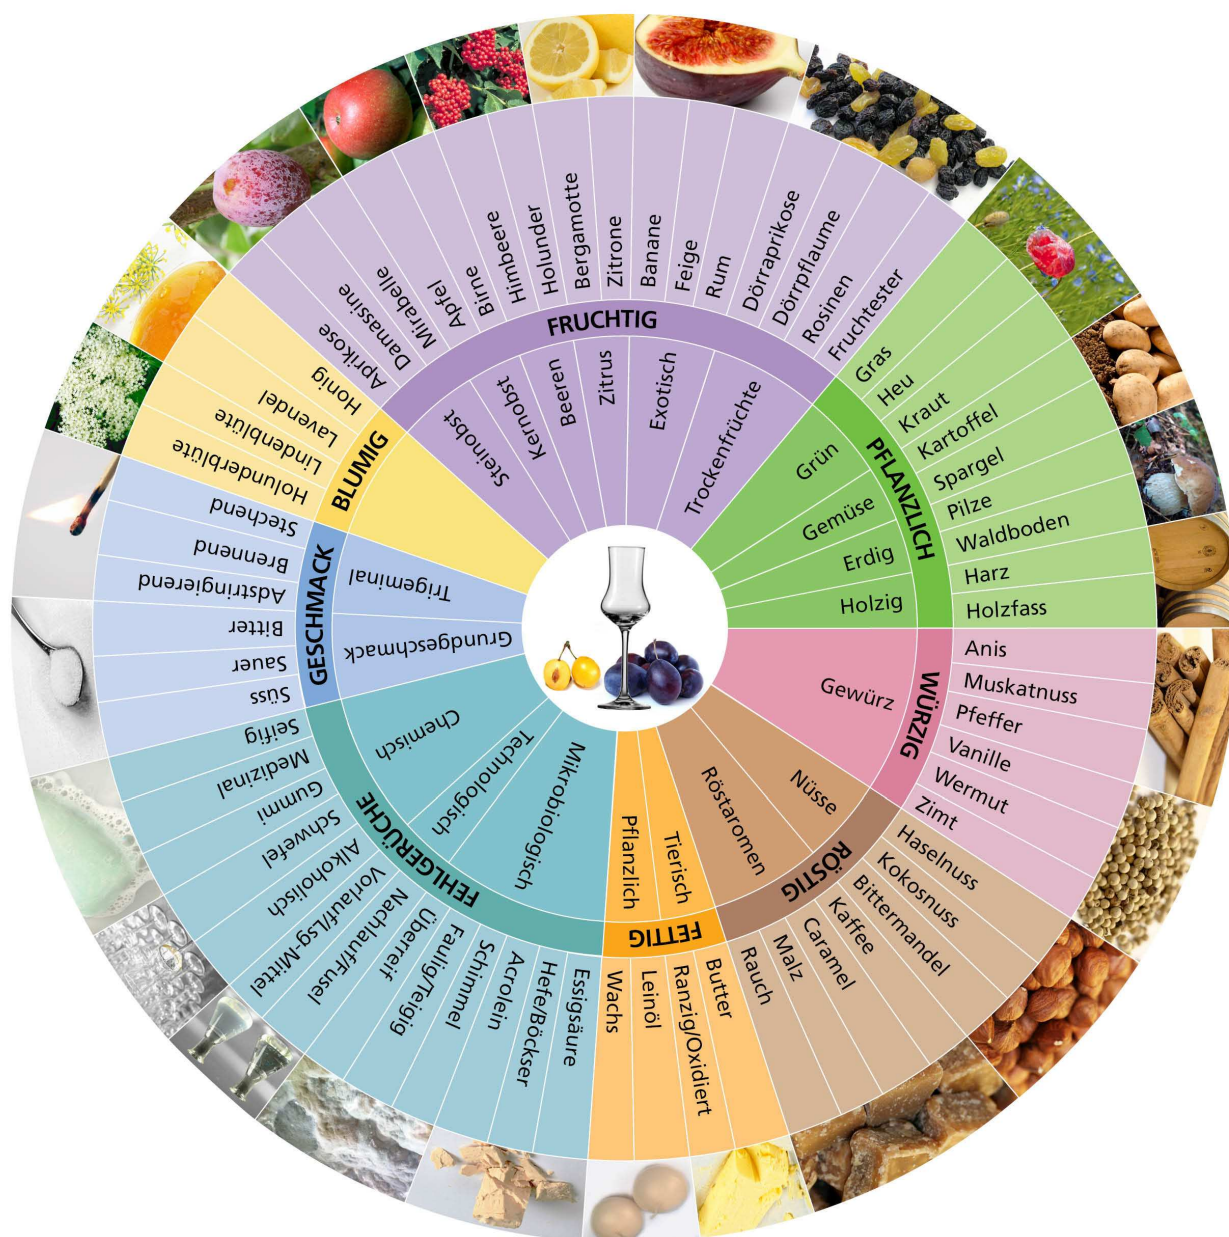 FRUCHTIG
Steinobst
Kernobst
Beeren
Zitrus
Exotisch
Trockenfrüchte
Aprikose
Damassine
Mirabelle
Apfel
Birne
Himbeere
Holunder
Bergamotte
Zitrone
Banane
Feige
Rum
Dörraprikose
Dörrpflaume
Rosinen
Fruchtester
PFLANZLICH
Grün
Gemüse
Erdig
Holzig
Gras
Heu
Kraut
Kartoffel
Spargel
Pilze
Waldboden
Harz
Holzfass
WÜRZIG
Gewürz
Anis
Muskatnuss
Pfeffer
Vanille
Wermut
Zimt
RÖSTIG
Nüsse
Röstaromen
Haselnuss
Kokosnuss
Bittermandel
Kaffee
Caramel
Malz
Rauch
FETTIG
Tierisch
Pflanzlich
Butter
Ranzig/Oxidiert
Leinöl
Wachs
FEHLGERÜCHE
Mikrobiologisch
Technologisch
Chemisch
Essigsäure
Hefe/Böckser
Acrolein
Schimmel
Faulig/Teigig
Überreif
Nachlauf/Fusel
Vorlauf/Lsg-Mittel
Alkoholisch
Schwefel
Gummi
Medizinal
Seifig
GESCHMACK
Grundgeschmack
Trigeminal
Süss
Sauer
Bitter
Adstringierend
Brennend
Stechend
BLUMIG
Holunderblüte
Lindenblüte
Lavendel
Honig